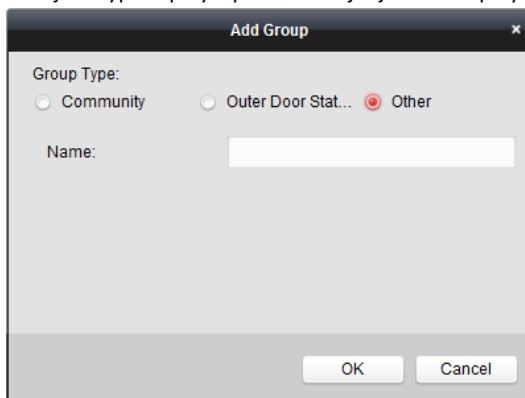 Add Group ×
Group Type:
Community Outer Door Stat... Other
Name:
OK Cancel